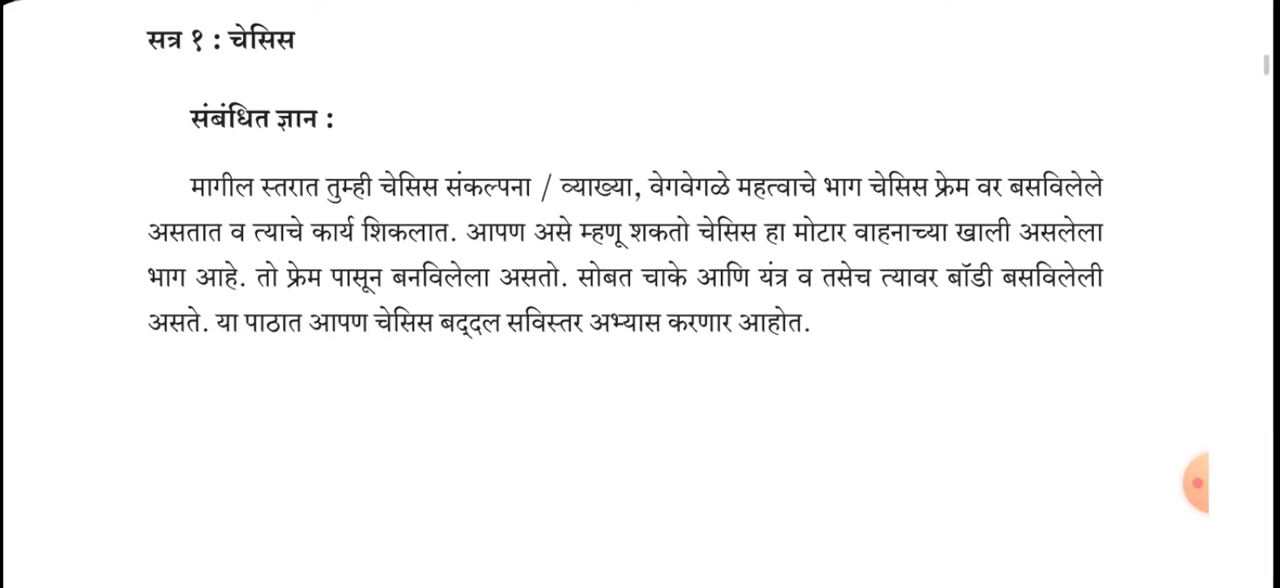 सत्र १ : चेसिस
संबंधित ज्ञान :
मागील स्तरात तुम्ही चेसिस संकल्पना / व्याख्या, वेगवेगळे महत्वाचे भाग चेसिस फ्रेम वर बसविलेले
असतात व त्याचे कार्य शिकलात. आपण असे म्हणू शकतो चेसिस हा मोटार वाहनाच्या खाली असलेला
भाग आहे. तो फ्रेम पासून बनविलेला असतो. सोबत चाके आणि यंत्र व तसेच त्यावर बॉडी बसविलेली
असते. या पाठात आपण चेसिस बद्‌दल सविस्तर अभ्यास करणार आहोत.